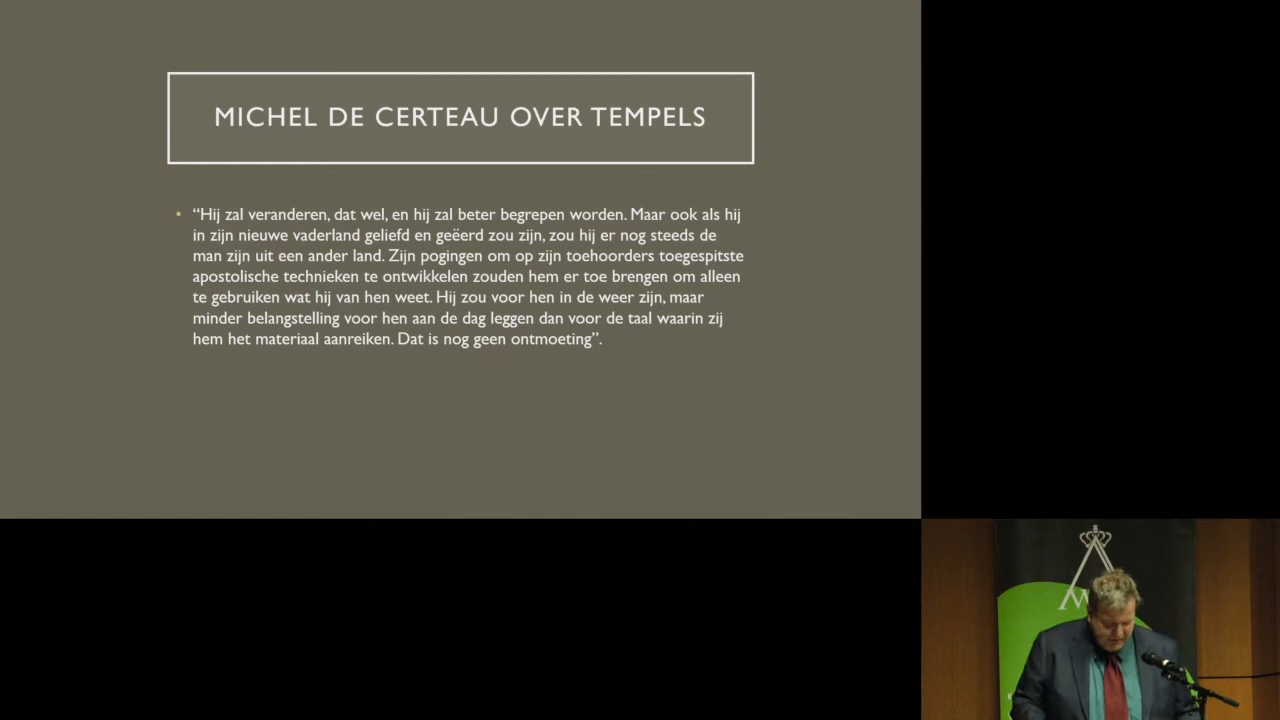 MICHEL DE CERTEAU OVER TEMPELS
• “Hij zal veranderen, dat wel, en hij zal beter begrepen worden. Maar ook als hij
in zijn nieuwe vaderland geliefd en geëerd zou zijn, zou hij er nog steeds de
man zijn uit een ander land. Zijn pogingen om op zijn toehoorders toegespitste
apostolische technieken te ontwikkelen zouden hem er toe brengen om alleen
te gebruiken wat hij van hen weet. Hij zou voor hen in de weer zijn, maar
minder belangstelling voor hen aan de dag leggen dan voor de taal waarin zij
hem het materiaal aanreiken. Dat is nog geen ontmoeting”.